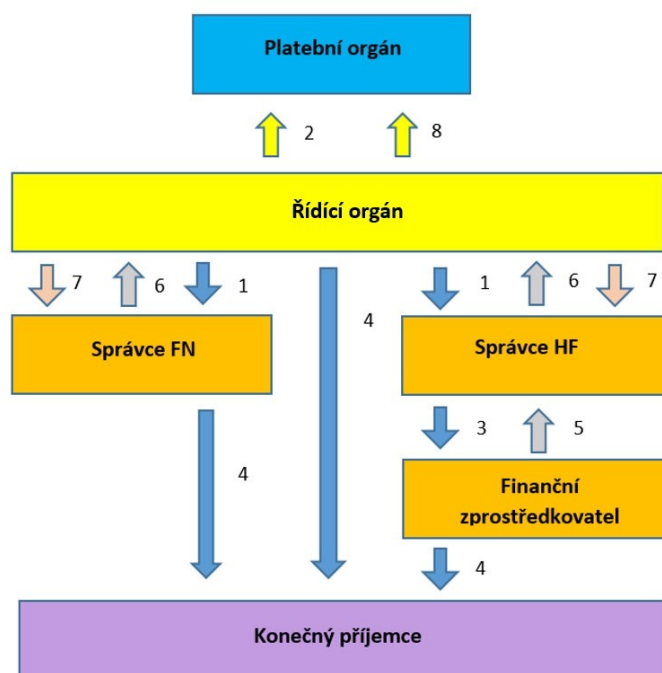 Platební orgán
2
8
Řídící orgán
7
6
1
4
1
6
7
Správce FN
Správce HF
3
5
4
Finanční
zprostředkovatel
4
Konečný příjemce